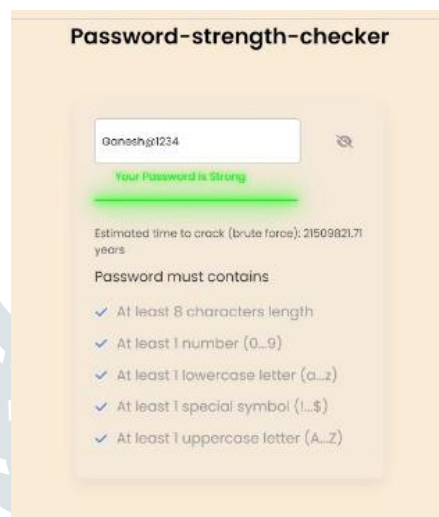 Password-strength-checker
Ganesh@1234
Your Password is Strong
Estimated time to crack (brute force): 21509821.71
years
Password must contains
At least 8 characters length
At least 1 number (0...9)
At least 1 lowercase letter (a...z)
At least 1 special symbol (!...$)
At least 1 uppercase letter (A...Z)